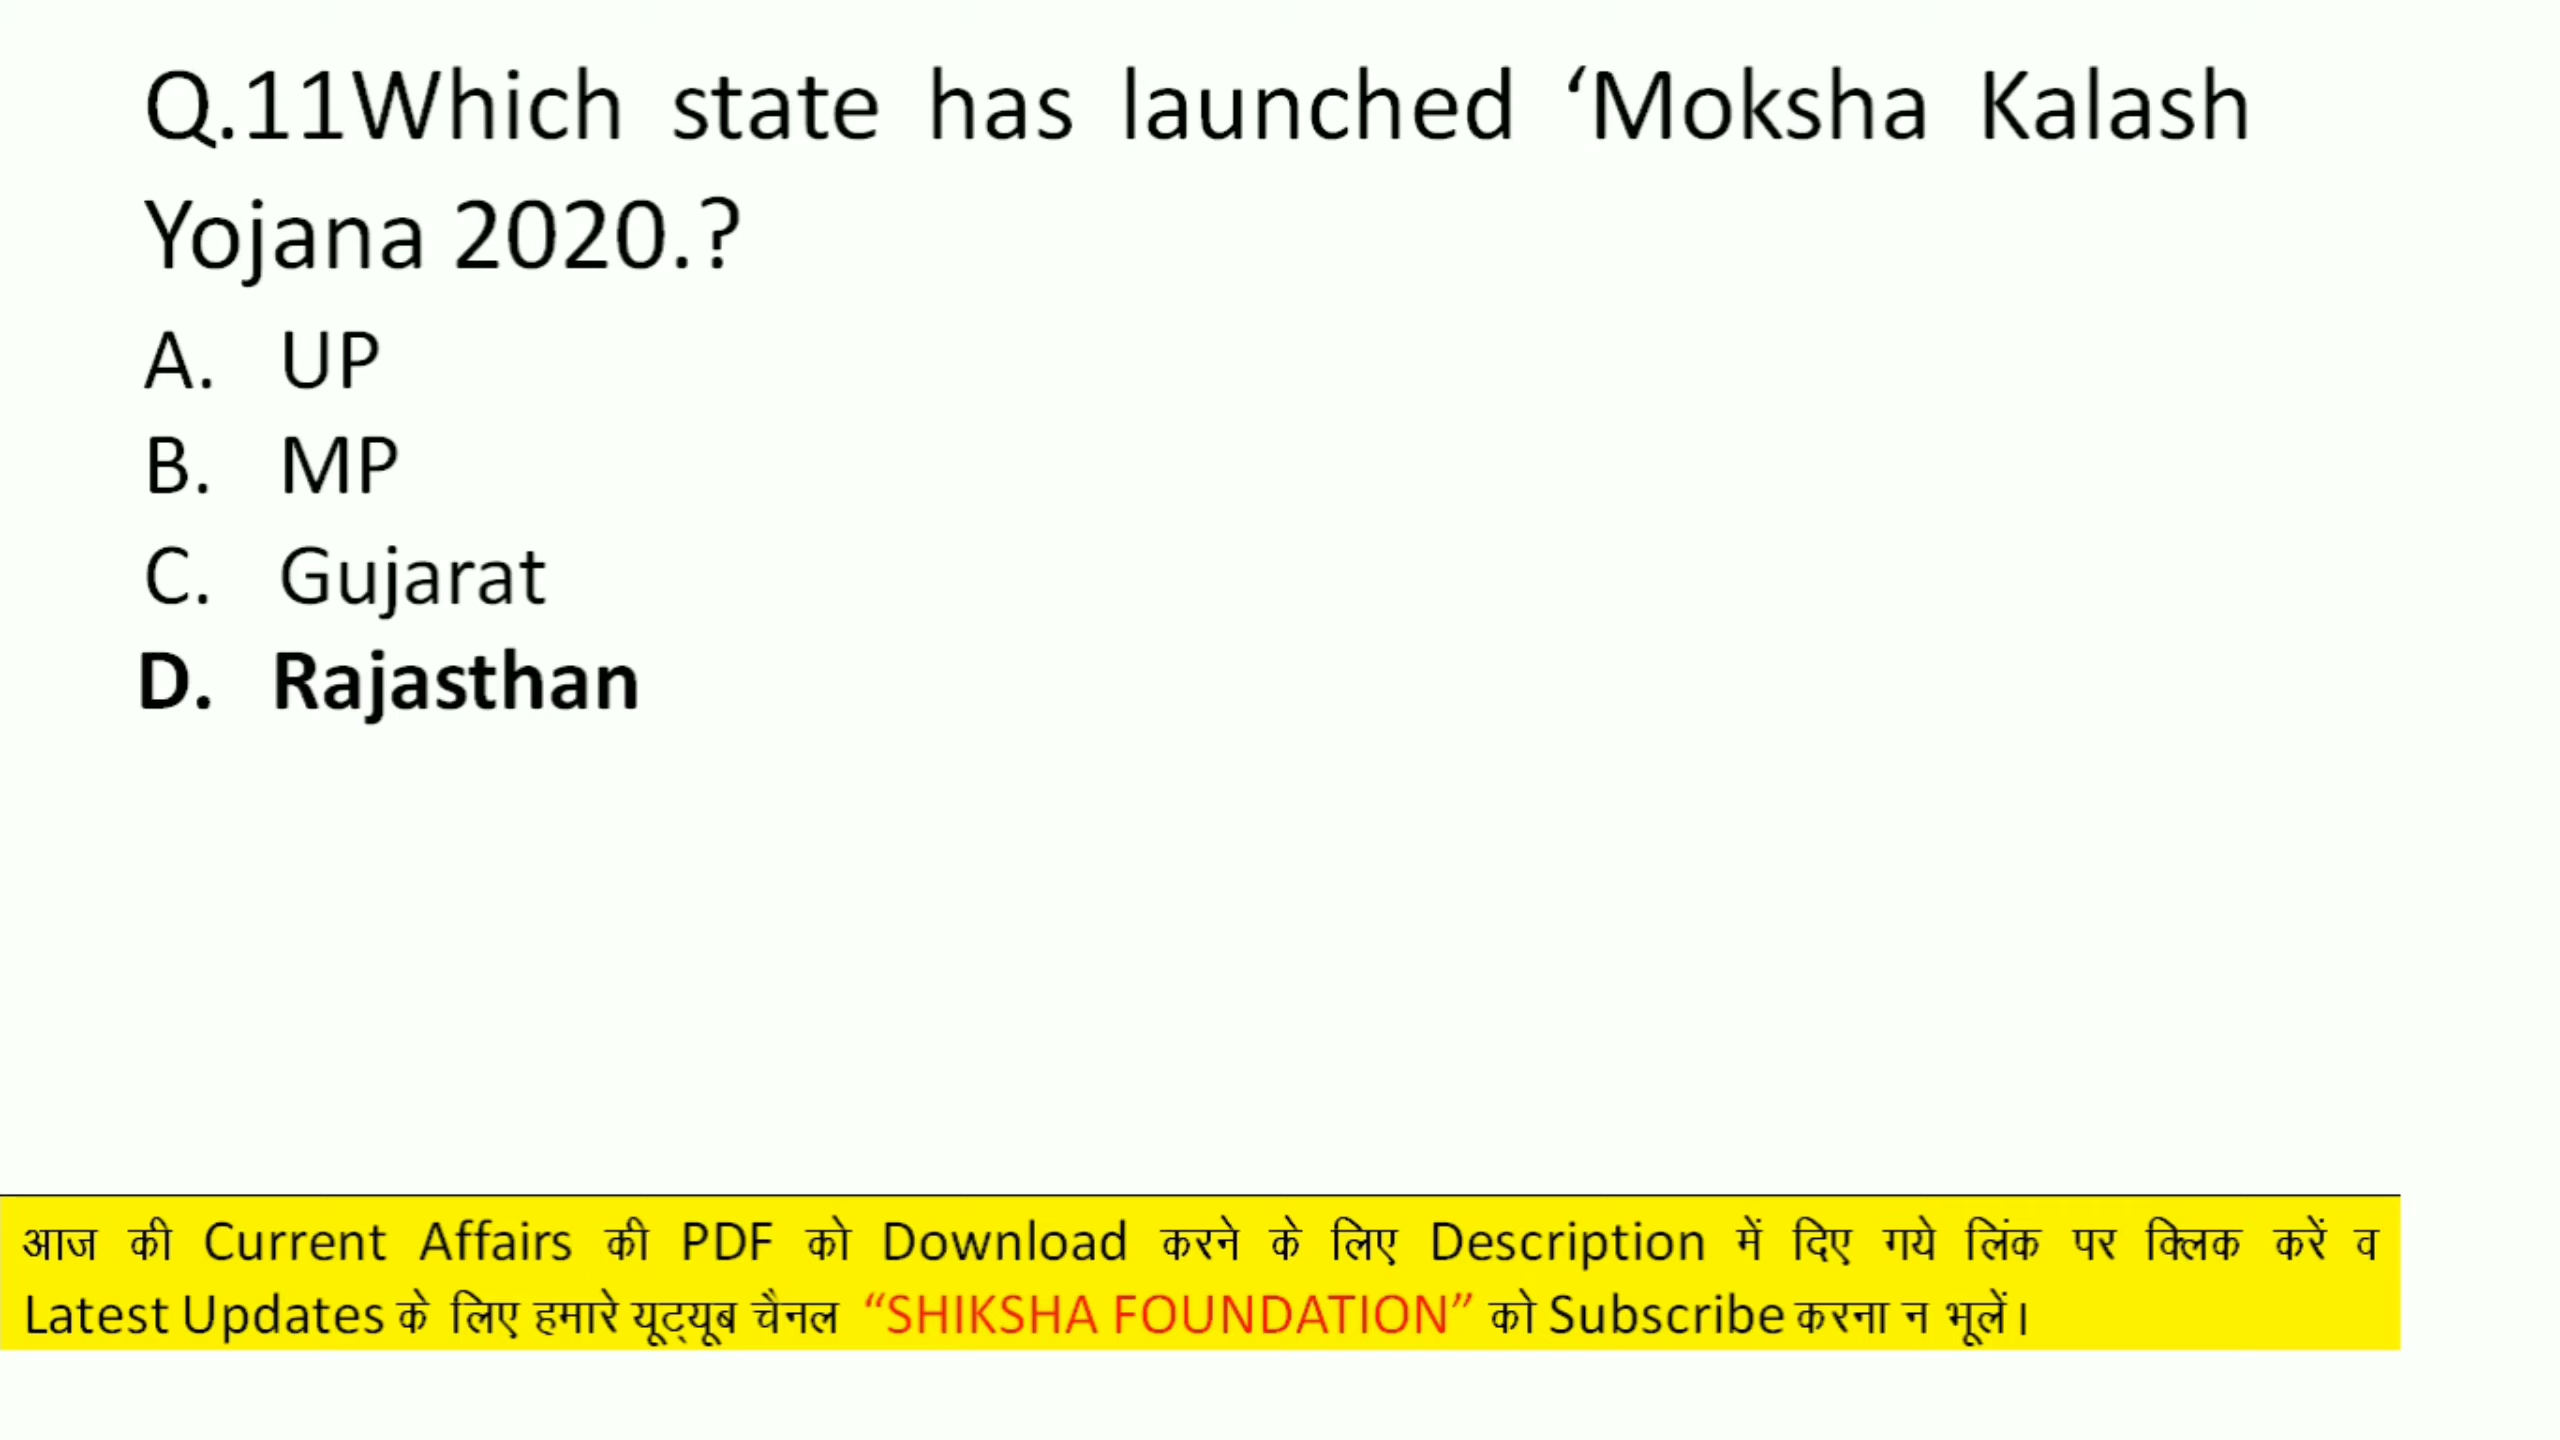 Q.11Which state has launched ‘Moksha Kalash
Yojana 2020.?
A. UP
B. MP
C. Gujarat
D. Rajasthan
आज की Current Affairs की PDF को Download करने के लिए Description में दिए गये लिंक पर क्लिक करें व
Latest Updates के लिए हमारे यूट्यूब चैनल “SHIKSHA FOUNDATION” को Subscribe करना न भूलें।